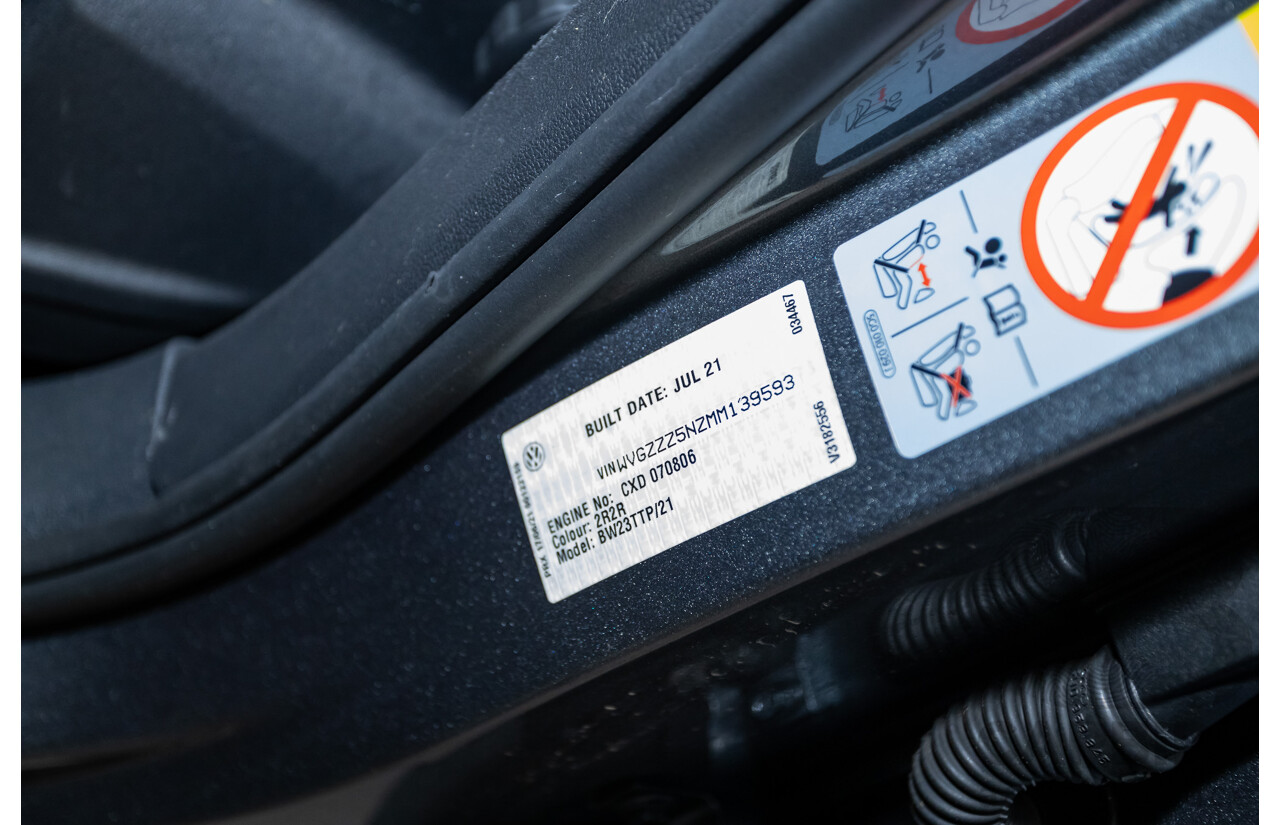 034467
BUILT DATE: JUL 21
VIN WVGZZZ5NZMM139593
ENGINE No: CXD 070806
Colour: 2R2R
Model: BW23TTP/21
V3182556